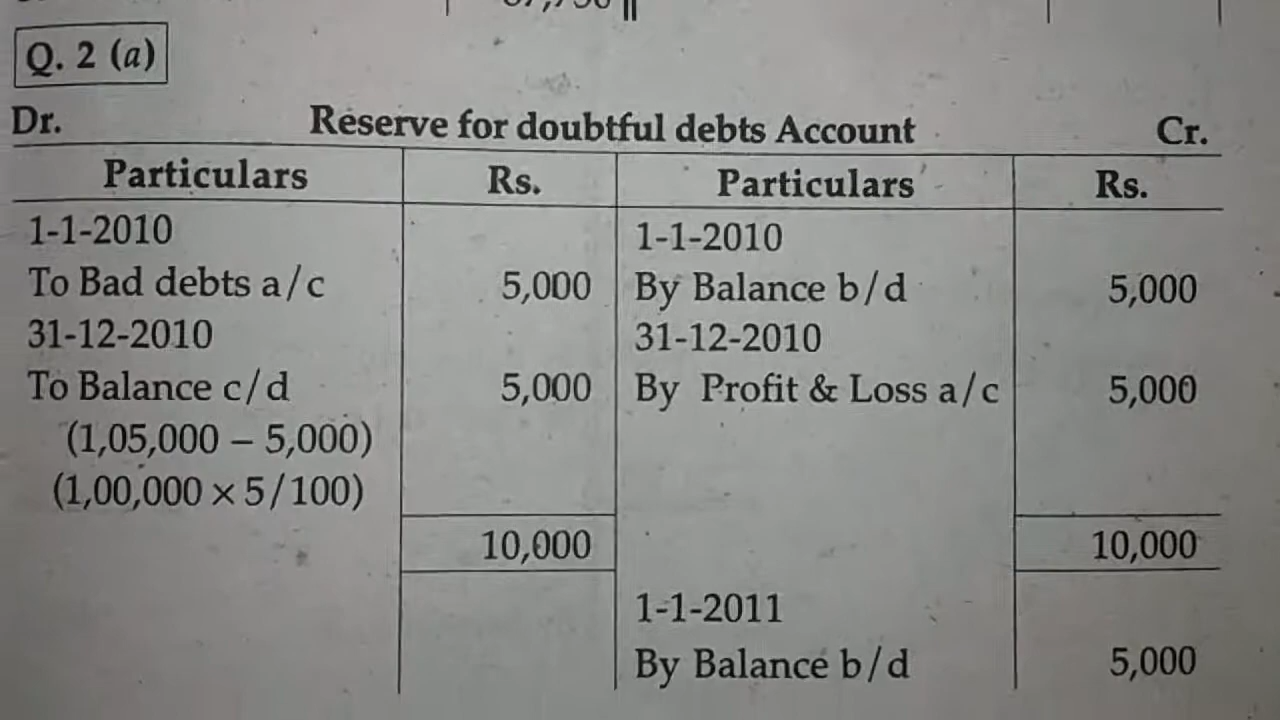 Q. 2 (a)
Dr. Reserve for doubtful debts Account Cr.
Particulars Rs. Particulars Rs.
1-1-2010 1-1-2010
To Bad debts a/c 5,000 By Balance b/d 5,000
31-12-2010 31-12-2010
To Balance c/d 5,000 By Profit & Loss a/c 5,000
(1,05,000 – 5,000)
(1,00,000 × 5/100)
10,000 10,000
1-1-2011
By Balance b/d 5,000